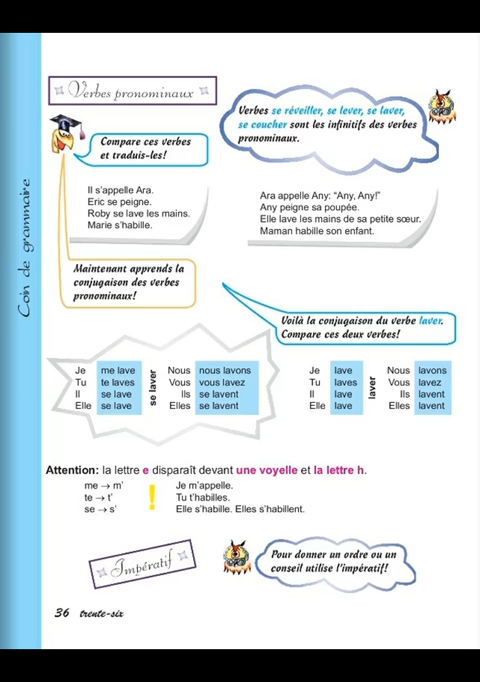 Verbes pronominaux
Verbes se réveiller, se lever, se laver,
se coucher sont les infinitifs des verbes
pronominaux.
Compare ces verbes
et traduis-les!
Il s'appelle Ara.
Eric se peigne.
Roby se lave les mains.
Marie s'habille.
Ara appelle Any: "Any, Any!"
Any peigne sa poupée.
Elle lave les mains de sa petite sœur.
Maman habille son enfant.
Coin de grammaire
Maintenant apprends la
conjugaison des verbes
pronominaux!
Voilà la conjugaison du verbe laver.
Compare ces deux verbes!
Je me lave
Tu te laves
Il se lave
Elle se lave
se laver
Nous nous lavons
Vous vous lavez
Ils se lavent
Elles se lavent
Je lave
Tu laves
Il lave
Elle lave
laver
Nous lavons
Vous lavez
Ils lavent
Elles lavent
Attention: la lettre e disparaît devant une voyelle et la lettre h.
me → m'
te → t'
se → s'
!
Je m'appelle.
Tu t'habilles.
Elle s'habille. Elles s'habillent.
Impératif
Pour donner un ordre ou un
conseil utilise l'impératif!
36 trente-six